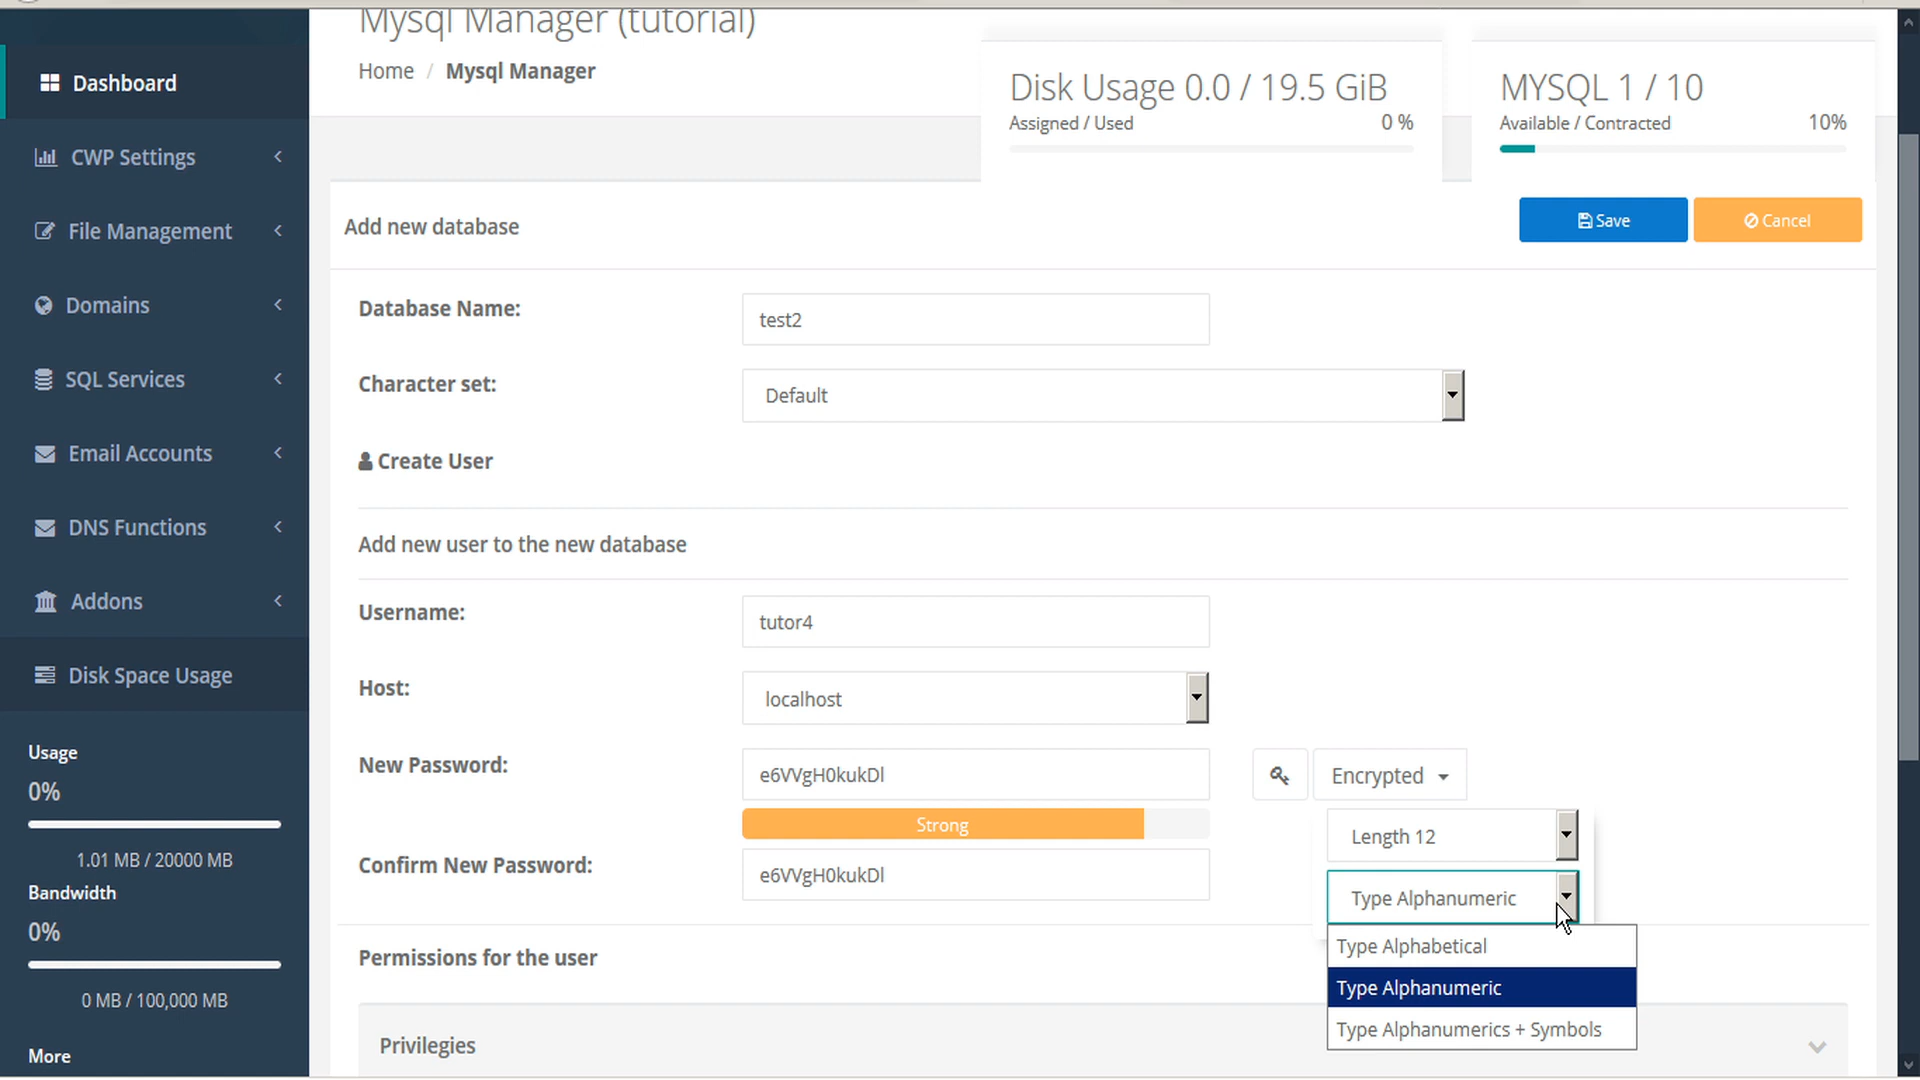 Mysql Manager (tutorial)
Home / Mysql Manager
Disk Usage 0.0 / 19.5 GiB
Assigned / Used 0 %
MYSQL 1 / 10
Available / Contracted 10%
Dashboard
CWP Settings
File Management
Domains
SQL Services
Email Accounts
DNS Functions
Addons
Disk Space Usage
Usage
0%
1.01 MB / 20000 MB
Bandwidth
0%
0 MB / 100,000 MB
More
Add new database
Save
Cancel
Database Name:
test2
Character set:
Default
Create User
Add new user to the new database
Username:
tutor4
Host:
localhost
New Password:
e6VVgH0kukDl
Encrypted
Strong
Length 12
Confirm New Password:
e6VVgH0kukDl
Type Alphanumeric
Type Alphabetical
Type Alphanumeric
Type Alphanumerics + Symbols
Permissions for the user
Privilegies